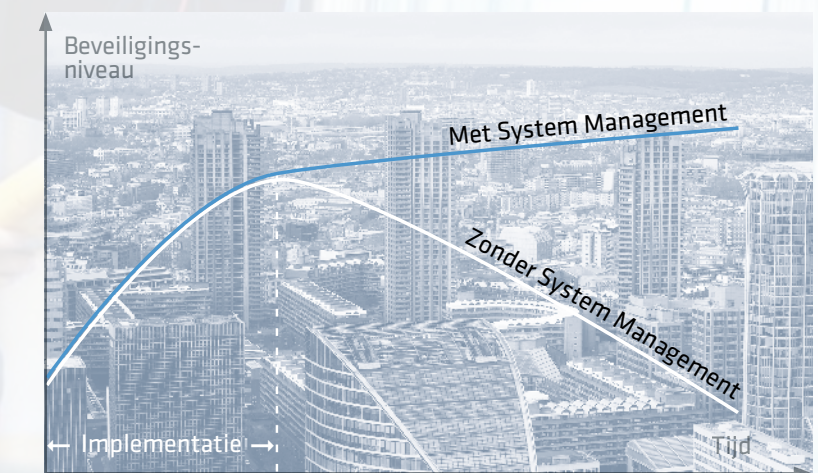 Beveiligings-
niveau
Met System Management
Zonder System Management
← Implementatie →
Tijd